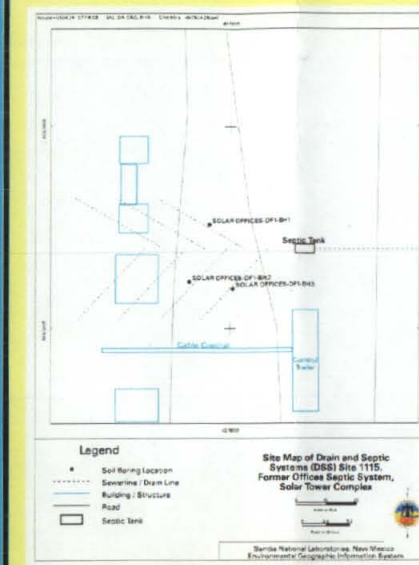 SOLAR OFFICES-DF1-BH1
Septic Tank
SOLAR OFFICES-DF1-BH2
SOLAR OFFICES-DF1-BH3
Control
Trailer
Legend
Soil Boring Location
Sewerline / Drain Line
Building / Structure
Road
Septic Tank
Site Map of Drain and Septic
Systems (DSS) Site 1115,
Former Offices Septic System,
Solar Tower Complex
Sandia National Laboratories, New Mexico
Environmental Geographic Information System